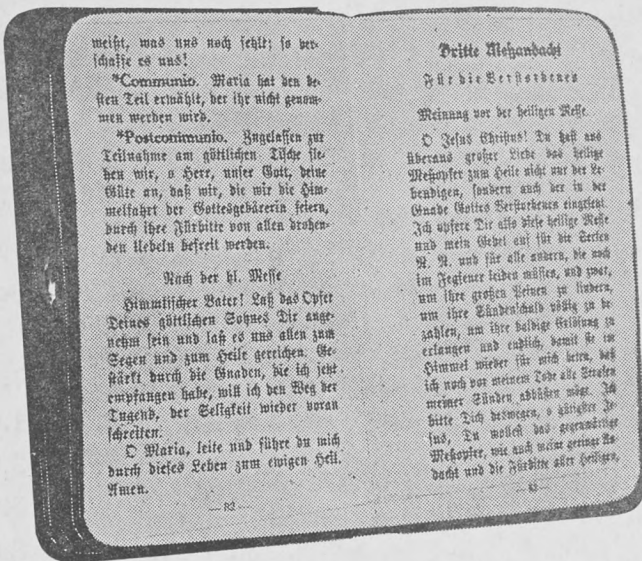 weißt, was uns noch fehlt; so ver-
schaffe es uns!
*Communio. Maria hat den be-
sten Teil erwählt, der ihr nicht genom-
men werden wird.
*Postcommunio. Zugelassen zur
Teilnahme am göttlichen Tische fle-
hen wir, o Herr, unser Gott, deine
Güte an, daß wir, die wir die Him-
melfahrt der Gottesgebärerin feiern,
durch ihre Fürbitte von allen drohen-
den Uebeln befreit werden.
Nach der hl. Messe
Himmlischer Vater! Laß das Opfer
Deines göttlichen Sohnes Dir ange-
nehm sein und laß es uns allen zum
Segen und zum Heile gereichen. Ge-
stärkt durch die Gnaden, die ich jetzt
empfangen habe, will ich den Weg der
Tugend, der Seligkeit wieder voran
schreiten.
O Maria, leite und führe du mich
durch dieses Leben zum ewigen Heil.
Amen.
— 82 —
Dritte Meßandacht
Für die Verstorbenen
Meinung vor der heiligen Messe.
O Jesus Christus! Du hast aus
überaus großer Liebe das heilige
Meßopfer zum Heile nicht nur der Le-
bendigen, sondern auch der in der
Gnade Gottes Verstorbenen eingesetzt.
Ich opfere Dir also diese heilige Messe
und mein Gebet auf für die Seelen
N. N. und für alle andern, die noch
im Fegfeuer leiden müssen, und zwar,
um ihre großen Peinen zu lindern,
um ihre Sündenschuld völlig zu be-
zahlen, um ihre baldige Erlösung zu
erlangen und endlich, damit sie im
Himmel wieder für mich beten, daß
ich noch vor meinem Tode alle Strafen
meiner Sünden abbüßen möge. Ich
bitte Dich deswegen, o gütigster Je-
sus, Du wollest das gegenwärtige
Meßopfer, wie auch meine geringe An-
dacht und die Fürbitte aller Heiligen,